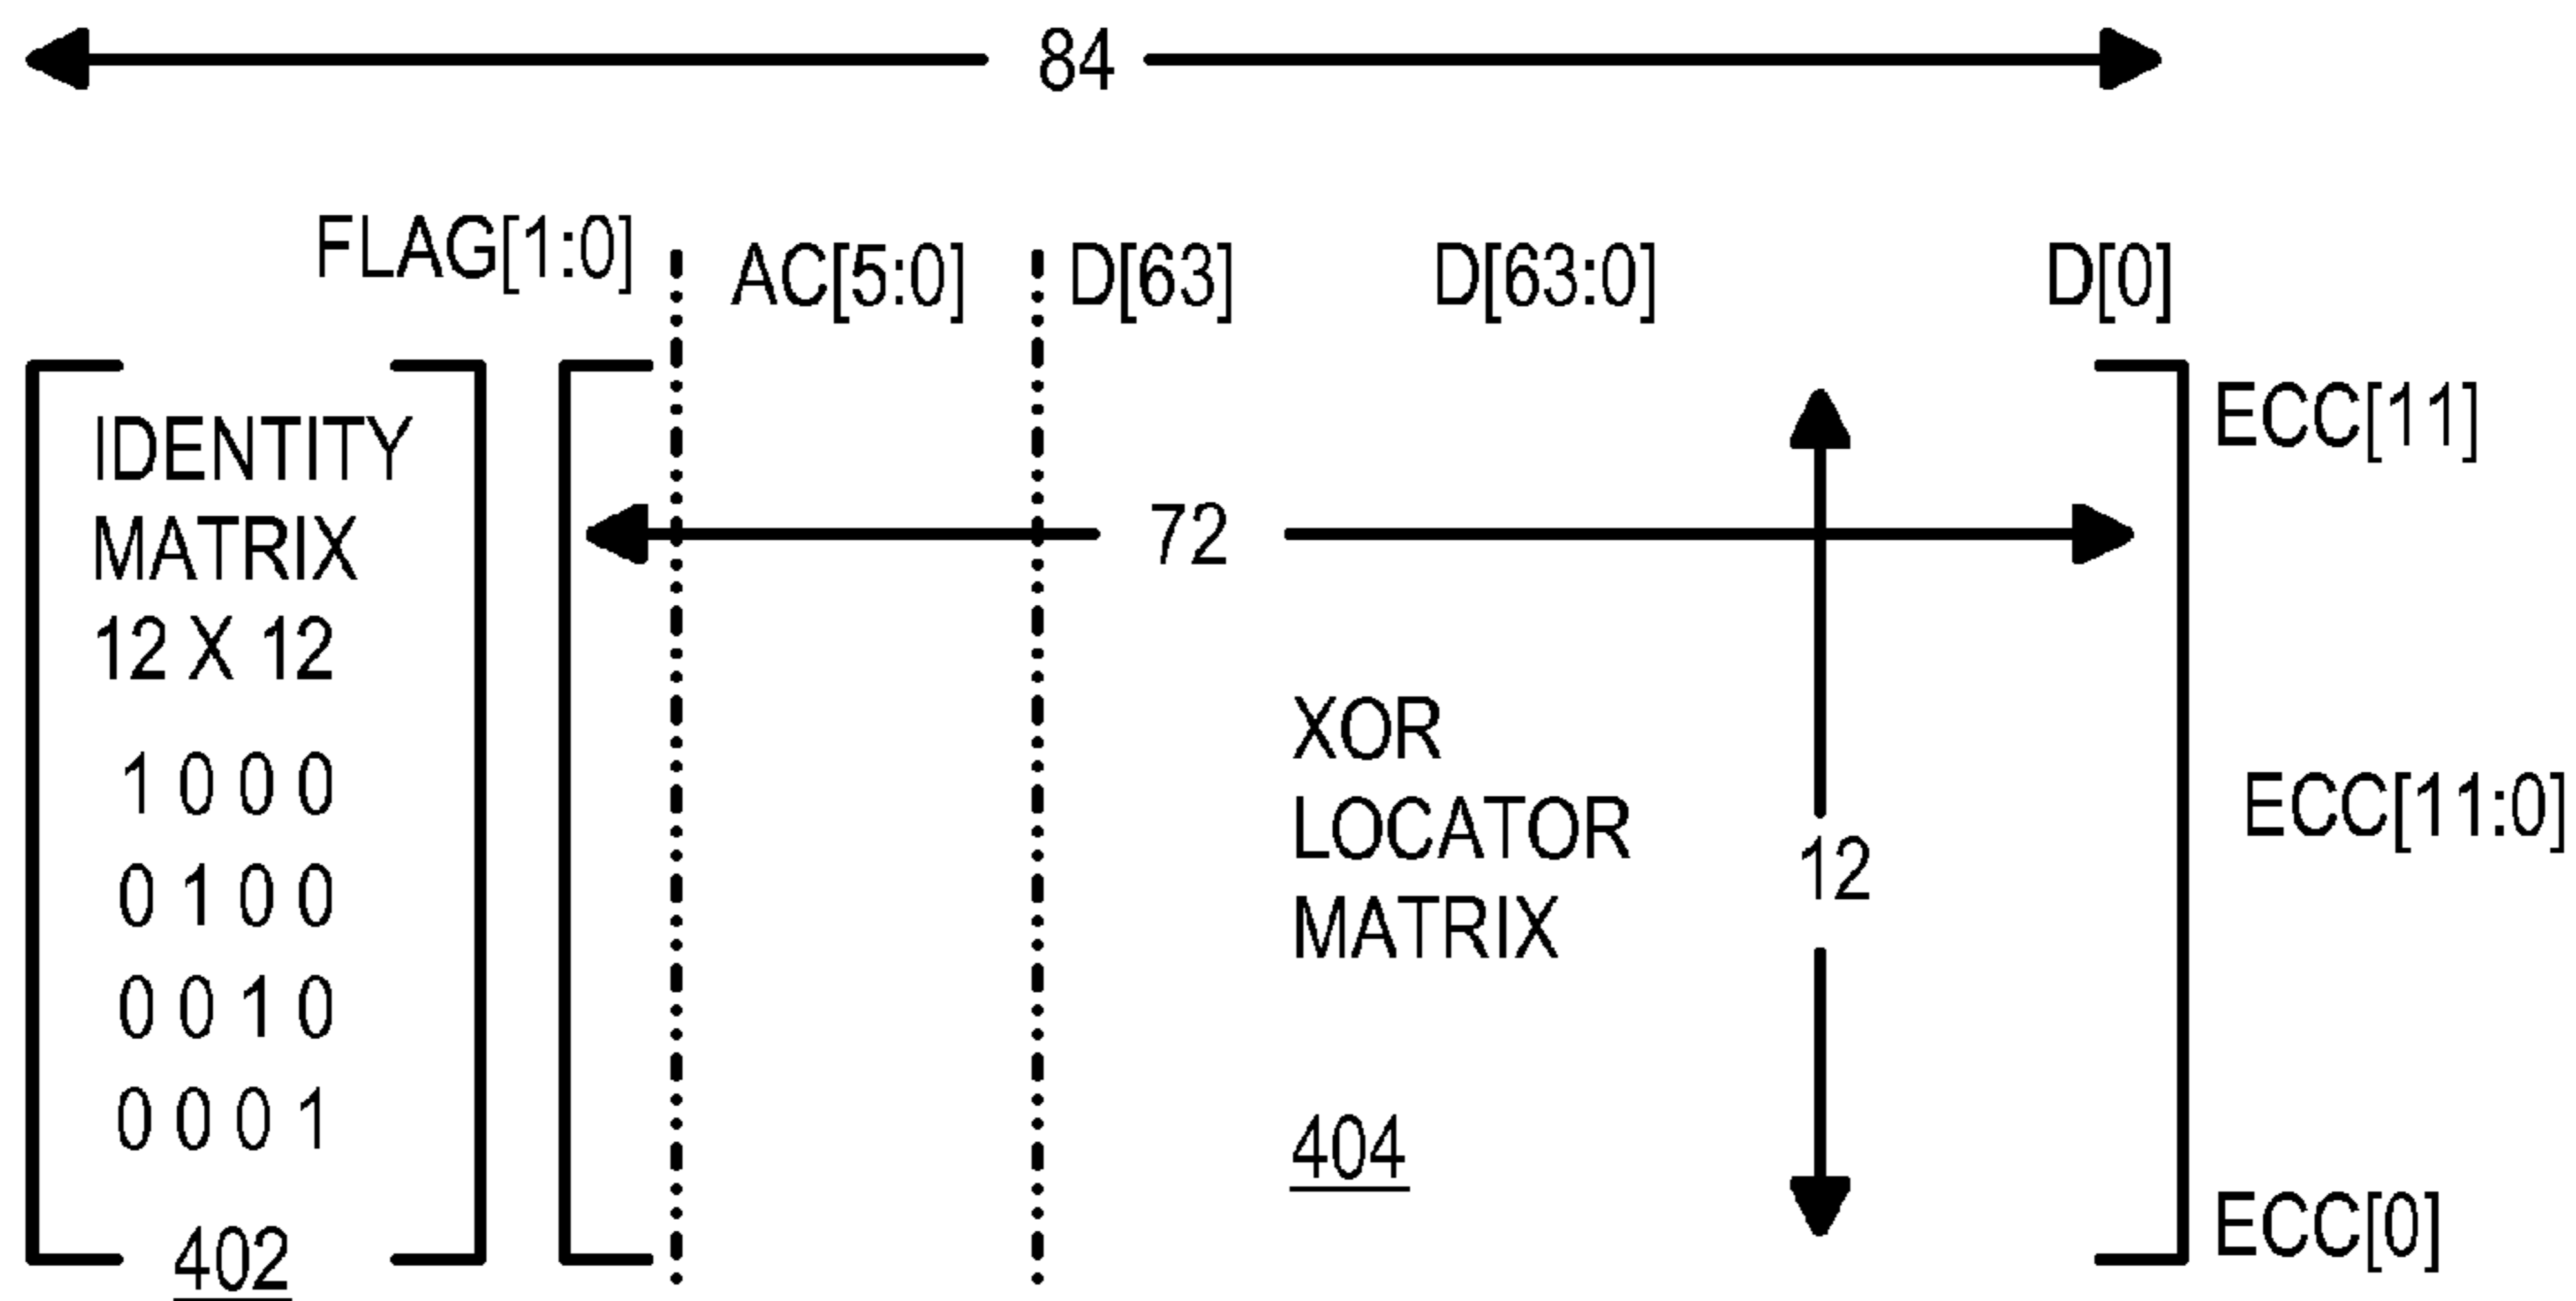 84
FLAG[1:0] AC[5:0] D[63] D[63:0] D[0]
IDENTITY
MATRIX
12 X 12
1 0 0 0
0 1 0 0
0 0 1 0
0 0 0 1
402
72
XOR
LOCATOR
MATRIX
404
12
ECC[11]
ECC[11:0]
ECC[0]